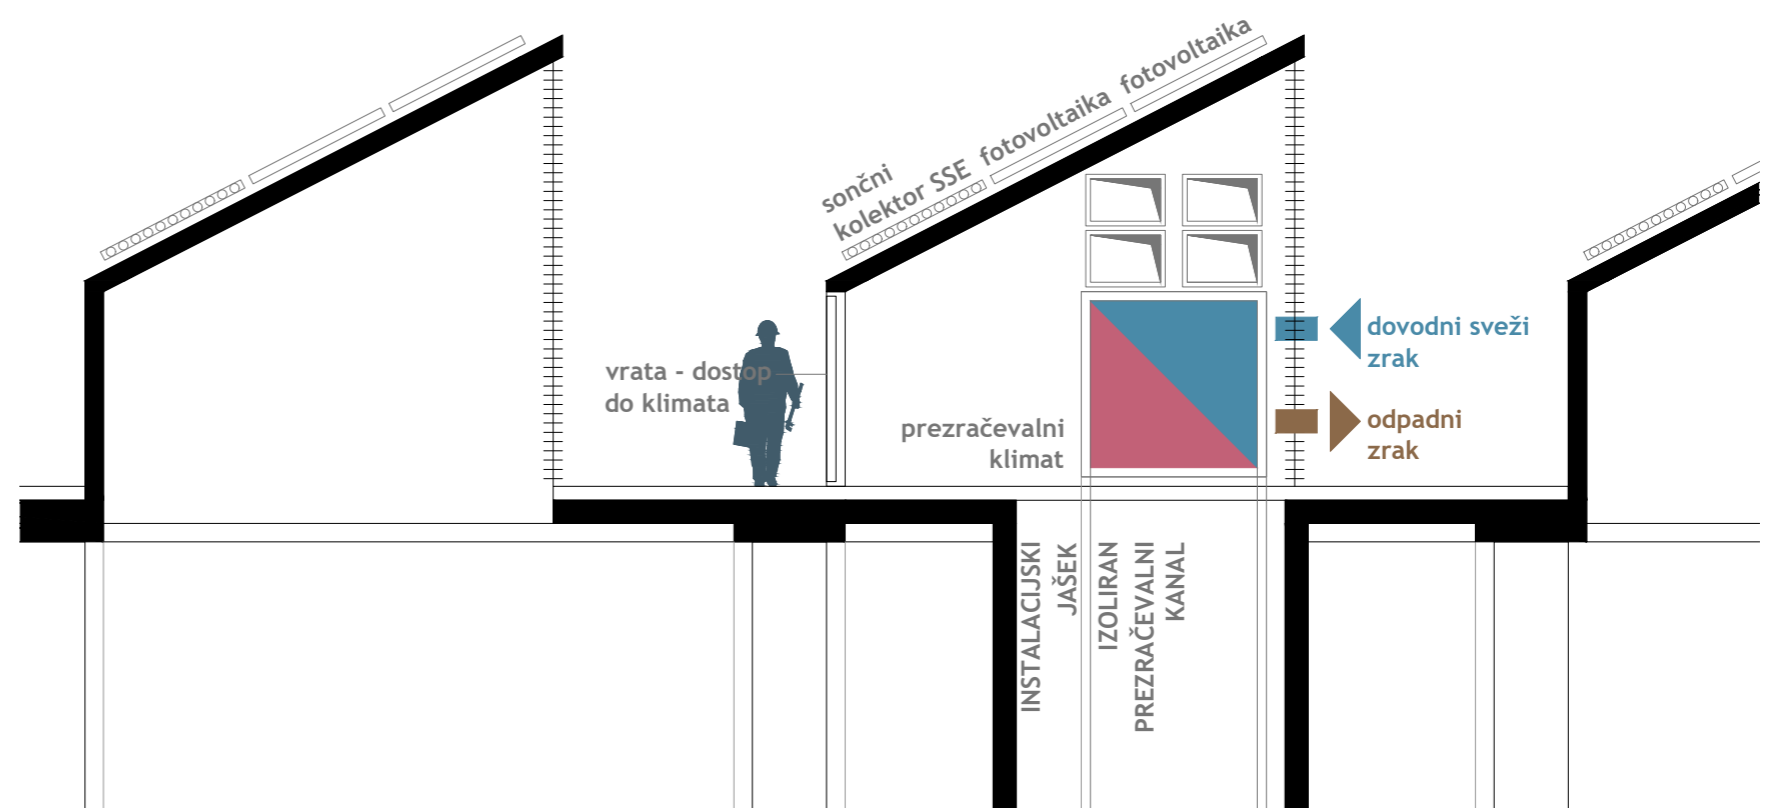 sončni
kolektor SSE fotovoltaika fotovoltaika
vrata - dostop
do klimata
prezračevalni
klimat
dovodni sveži
zrak
odpadni
zrak
INSTALACIJSKI
JAŠEK
IZOLIRAN
PREZRAČEVALNI
KANAL